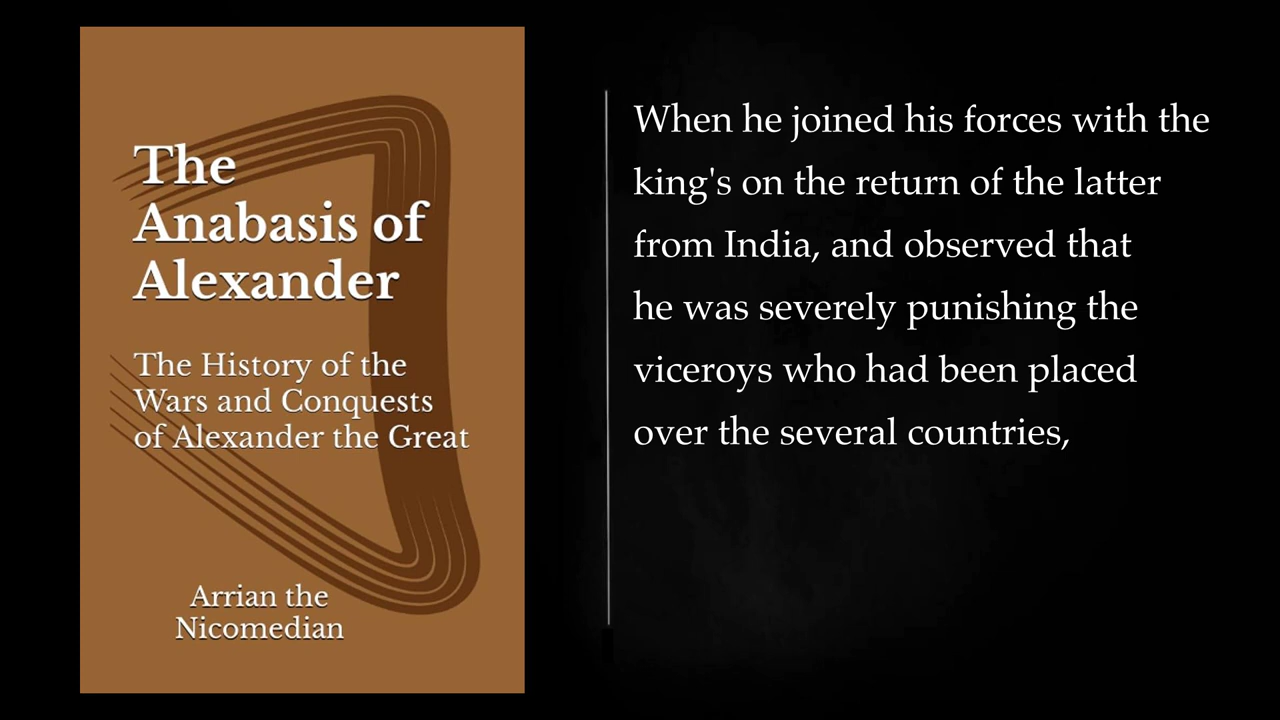 The
Anabasis of
Alexander
The History of the
Wars and Conquests
of Alexander the Great
Arrian the
Nicomedian
When he joined his forces with the
king's on the return of the latter
from India, and observed that
he was severely punishing the
viceroys who had been placed
over the several countries,